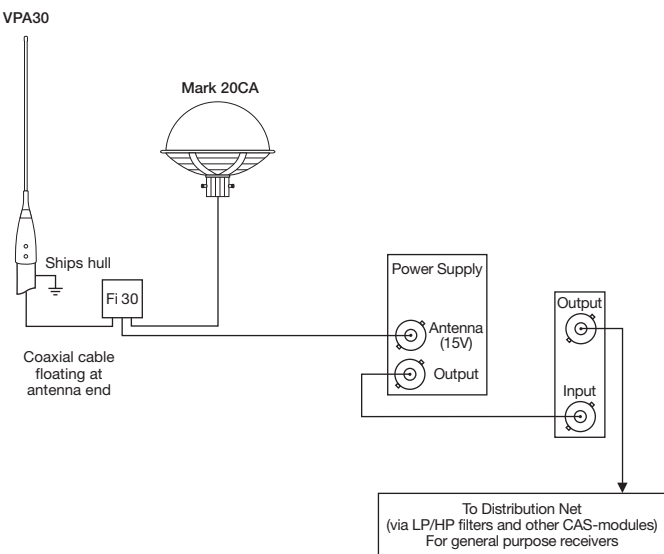 VPA30
Mark 20CA
Ships hull
Fi 30
Coaxial cable
floating at
antenna end
Power Supply
Antenna
(15V)
Output
Output
Input
To Distribution Net
(via LP/HP filters and other CAS-modules)
For general purpose receivers